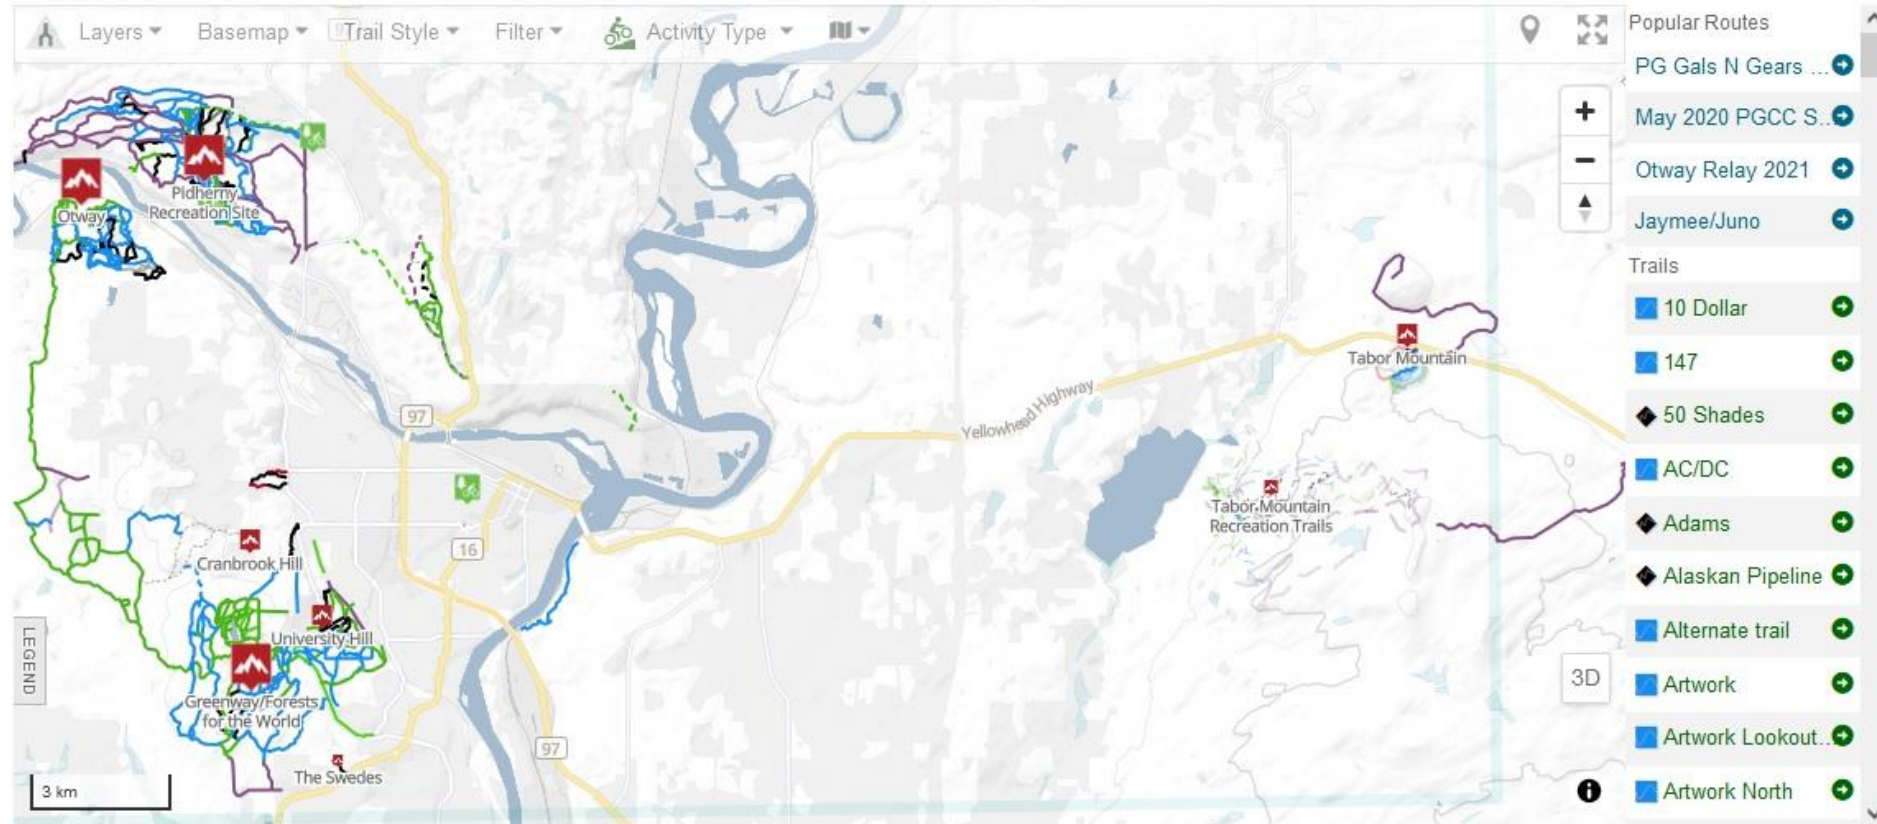 Layers
Basemap
Trail Style
Filter
Activity Type
Popular Routes
PG Gals N Gears ...
May 2020 PGCC S...
Otway Relay 2021
Jaymee/Juno
Trails
10 Dollar
147
50 Shades
AC/DC
Adams
Alaskan Pipeline
Alternate trail
Artwork
Artwork Lookout...
Artwork North
+
−
3D
Otway
Pidherny
Recreation Site
97
Yellowhead Highway
Tabor Mountain
Tabor Mountain
Recreation Trails
16
Cranbrook Hill
University Hill
Greenway/Forests
for the World
The Swedes
97
LEGEND
3 km